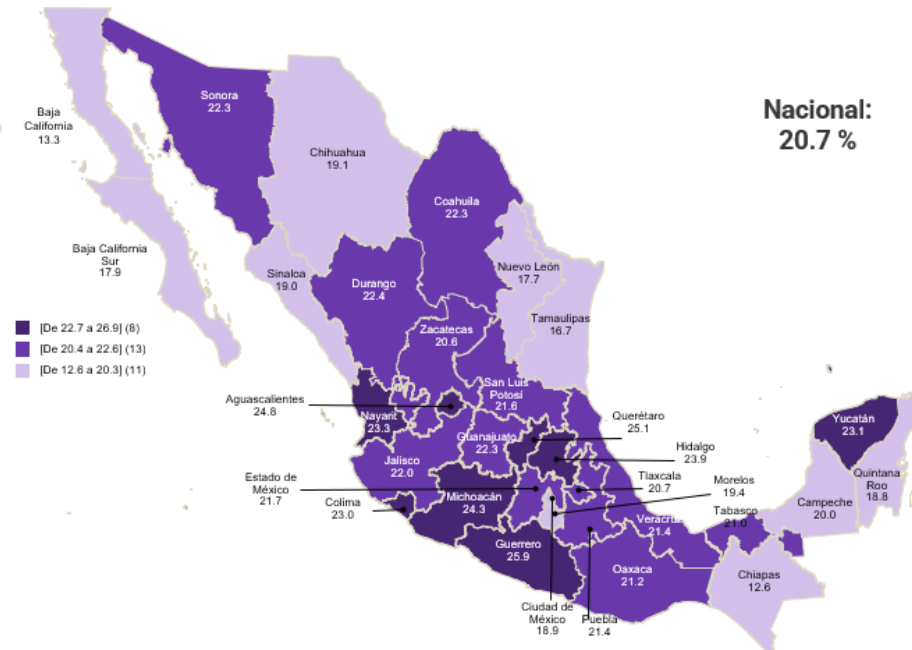 Nacional:
20.7 %
Sonora
22.3
Baja
California
13.3
Chihuahua
19.1
Coahuila
22.3
Baja California
Sur
17.9
Sinaloa
19.0
Durango
22.4
Nuevo León
17.7
Tamaulipas
16.7
Zacatecas
20.6
[De 22.7 a 26.9] (8)
[De 20.4 a 22.6] (13)
[De 12.6 a 20.3] (11)
Aguascalientes
24.8
San Luis
Potosí
21.6
Nayarit
23.3
Querétaro
25.1
Yucatán
23.1
Guanajuato
22.3
Hidalgo
23.9
Jalisco
22.0
Tlaxcala
20.7
Morelos
19.4
Quintana
Roo
18.8
Estado de
México
21.7
Colima
23.0
Michoacán
24.3
Campeche
20.0
Veracruz
21.4
Tabasco
21.0
Guerrero
25.9
Oaxaca
21.2
Chiapas
12.6
Ciudad de
México
18.9
Puebla
21.4